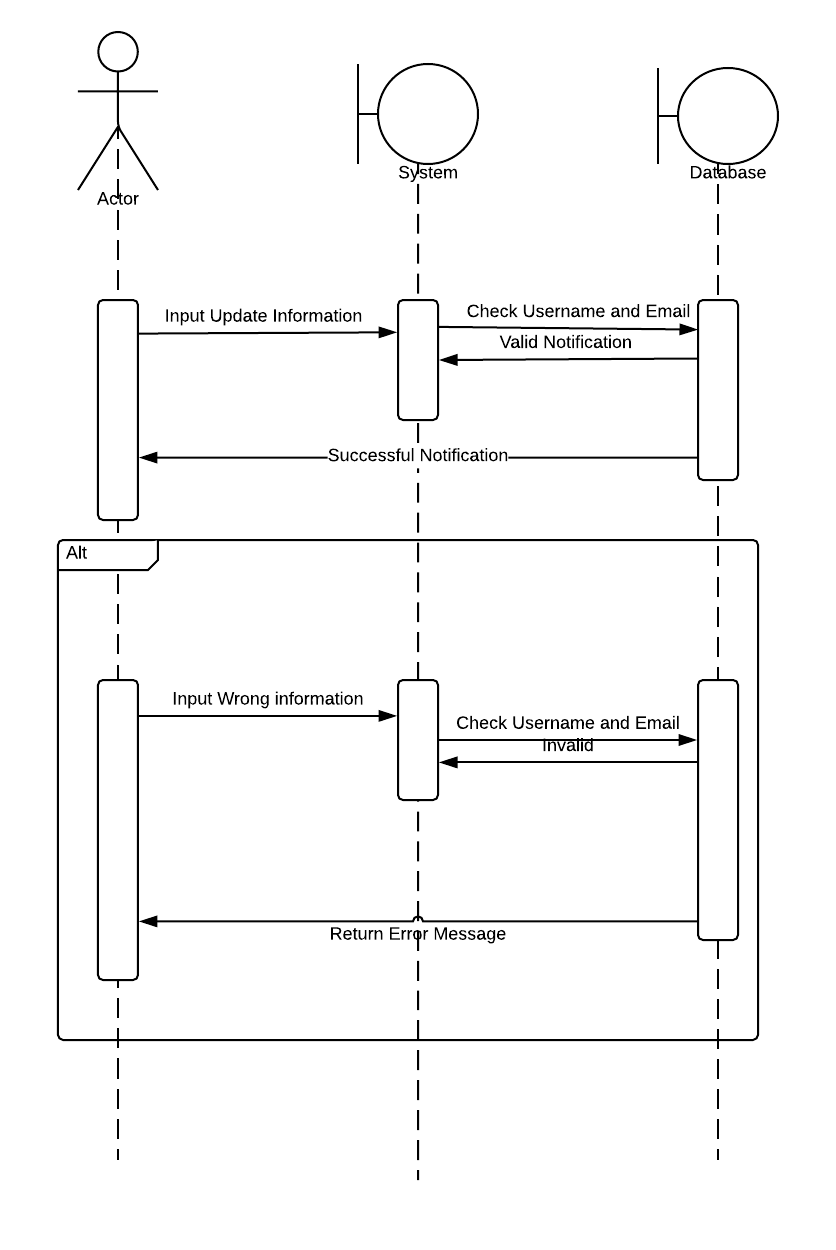 Actor
System
Database
Input Update Information
Check Username and Email
Valid Notification
Successful Notification
Alt
Input Wrong information
Check Username and Email
Invalid
Return Error Message